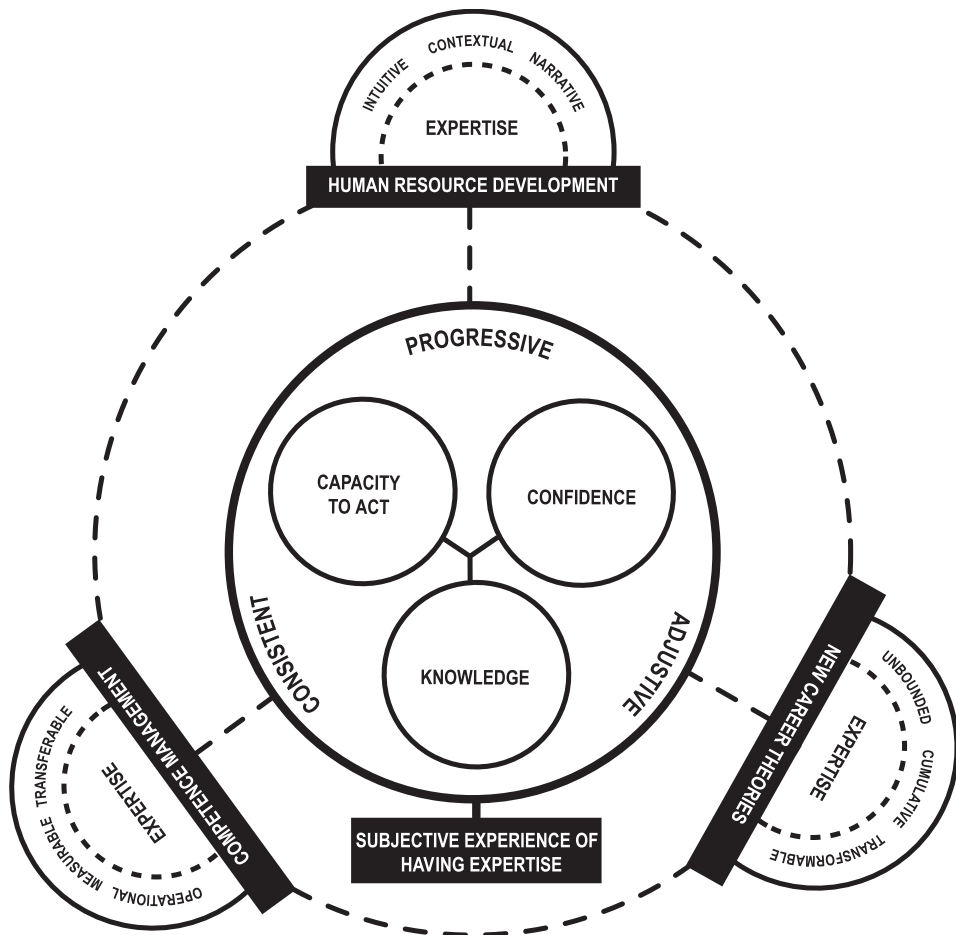 INTUITIVE CONTEXTUAL NARRATIVE
EXPERTISE
HUMAN RESOURCE DEVELOPMENT
PROGRESSIVE
CAPACITY
TO ACT
CONFIDENCE
KNOWLEDGE
CONSISTENT
ADJUSTIVE
SUBJECTIVE EXPERIENCE OF
HAVING EXPERTISE
COMPETENCE MANAGEMENT
EXPERTISE
OPERATIONAL MEASURABLE TRANSFERABLE
NEW CAREER THEORIES
EXPERTISE
UNBOUNDED CUMULATIVE TRANSFORMABLE